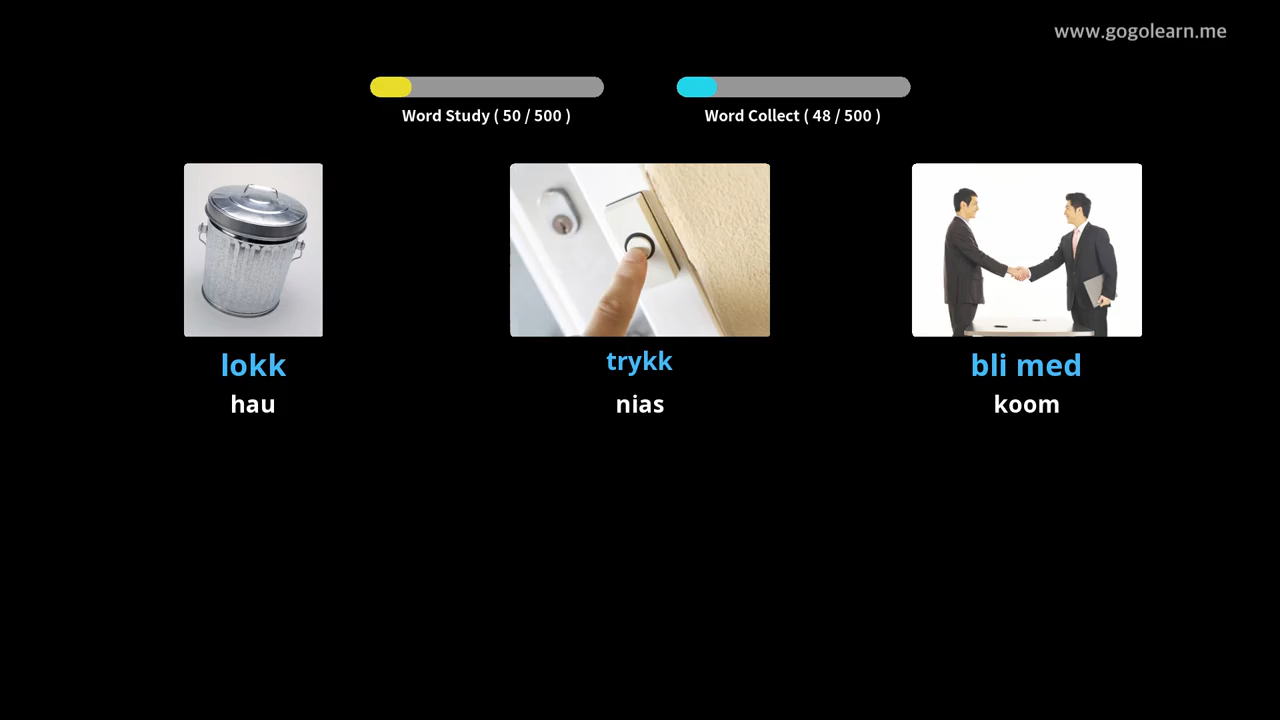 www.gogolearn.me
Word Study ( 50 / 500 )
Word Collect ( 48 / 500 )
lokk
trykk
bli med
hau
nias
koom